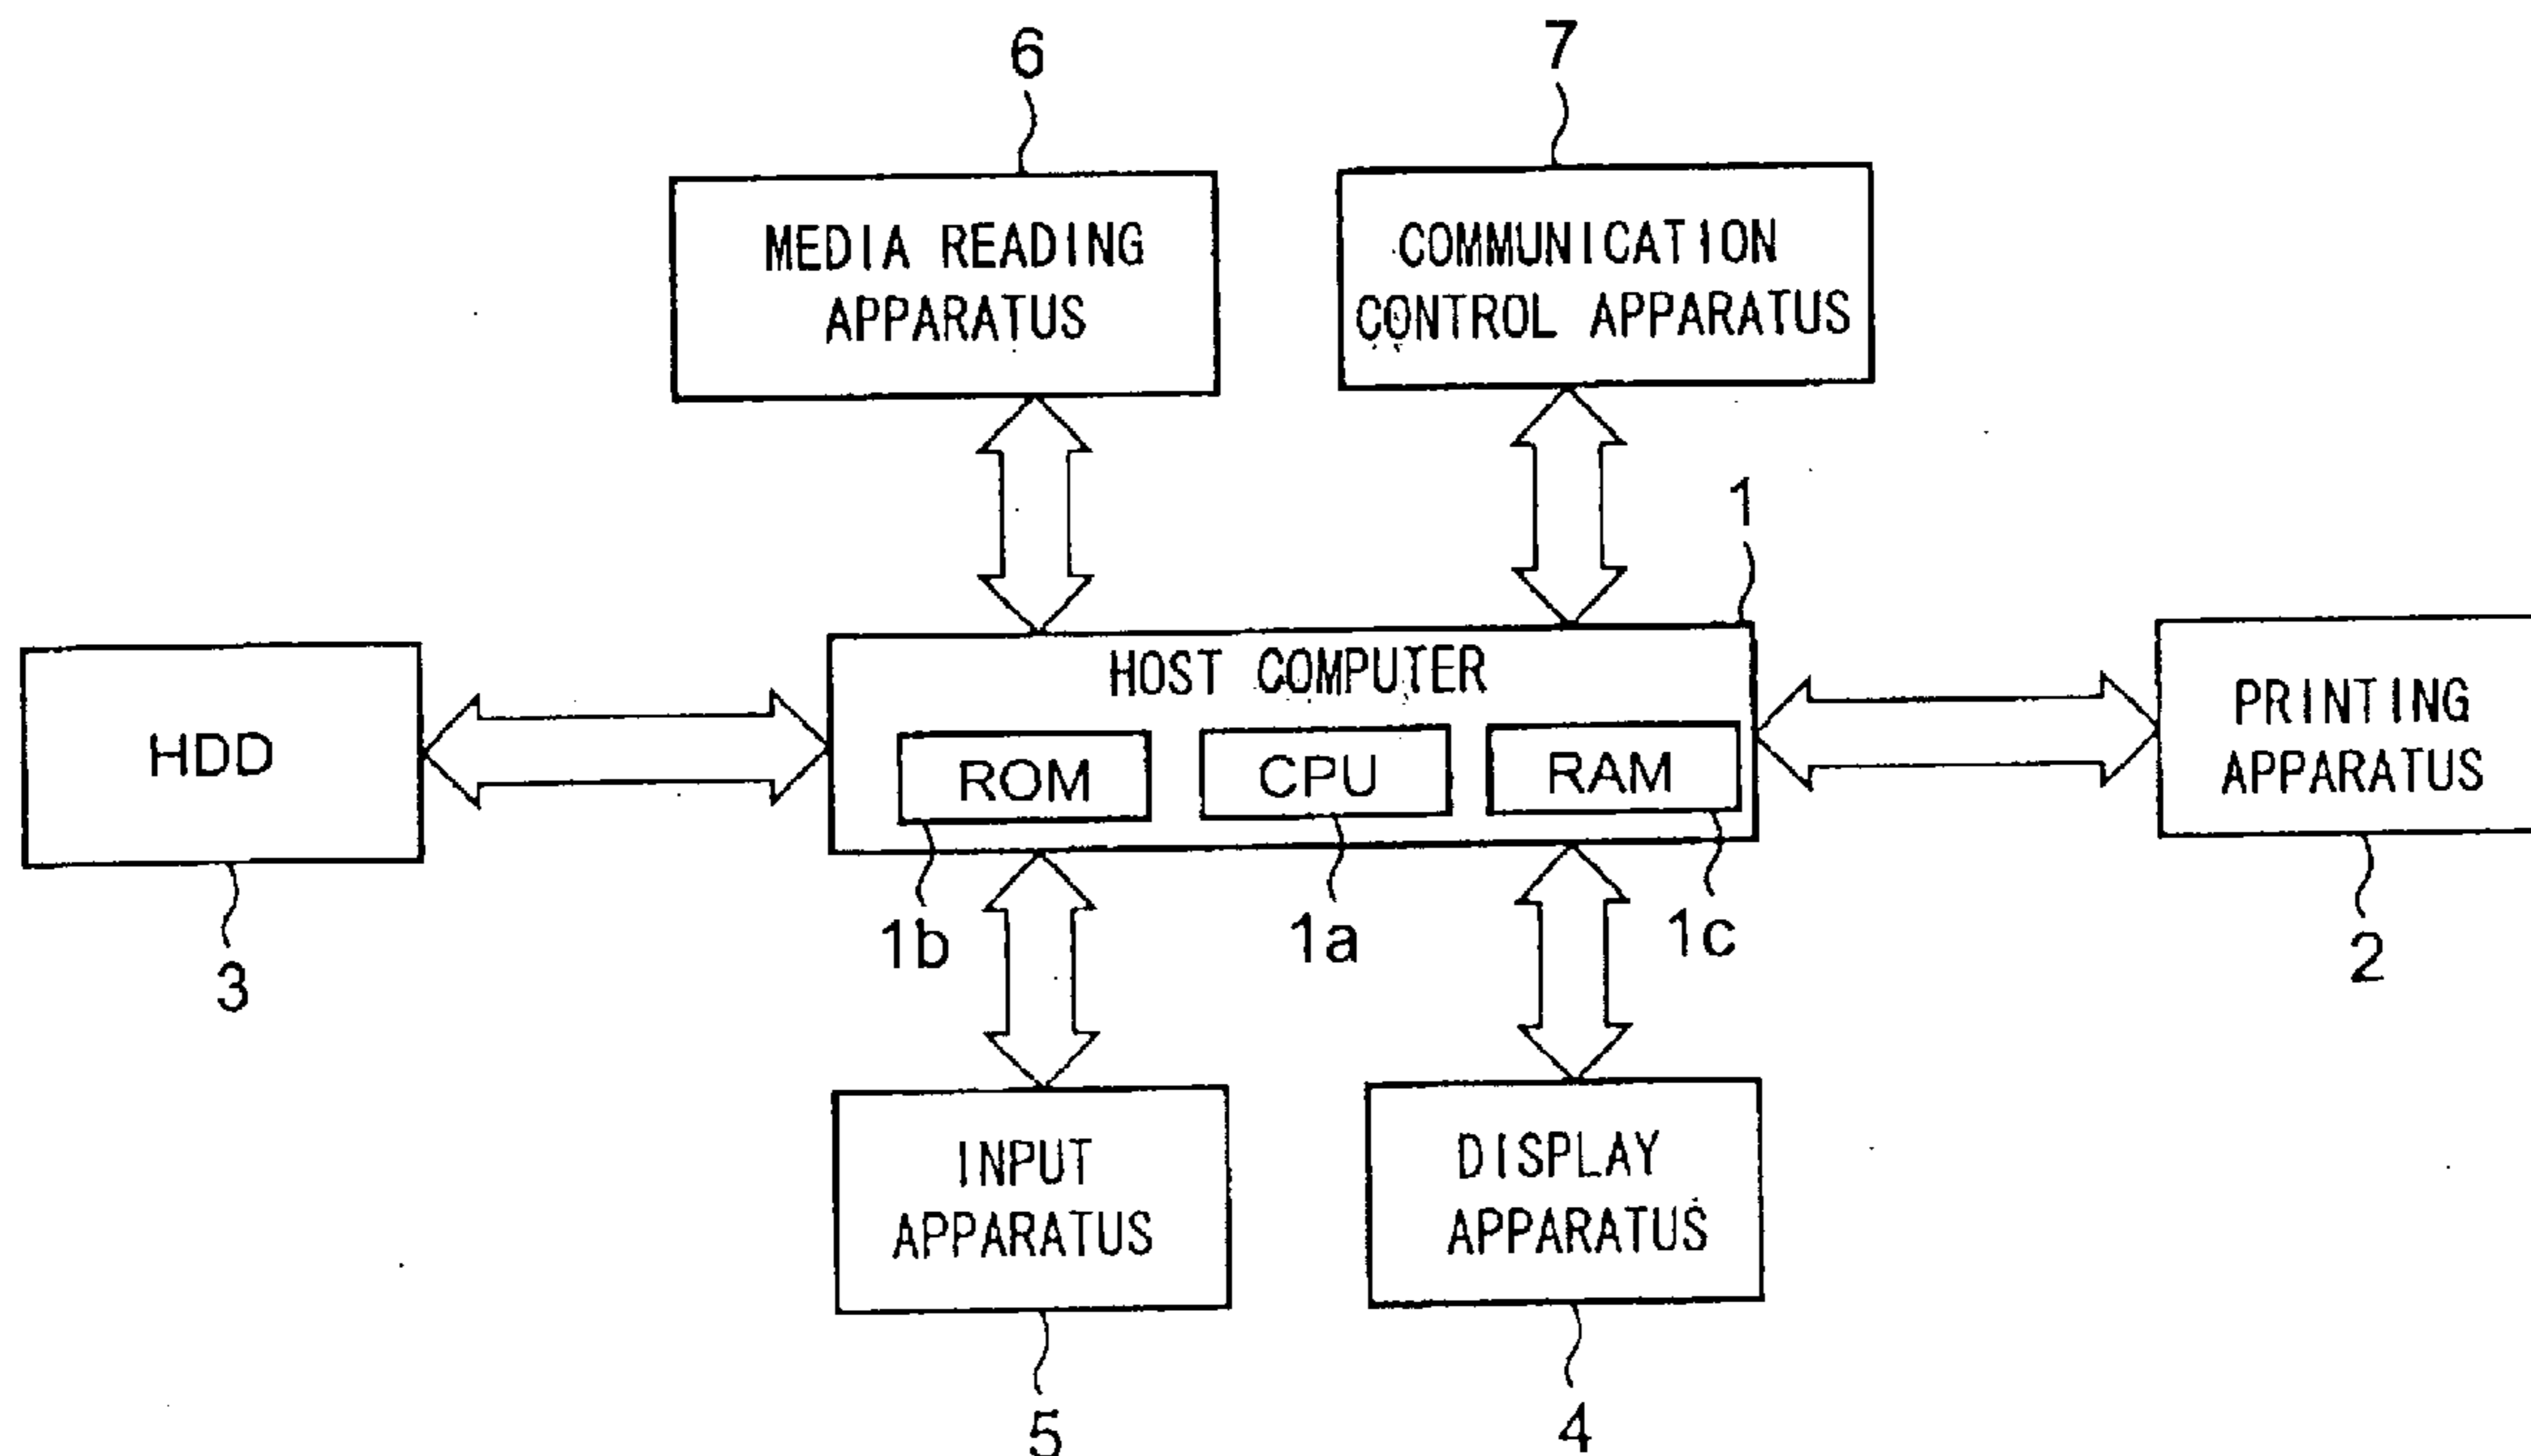 6
7
MEDIA READING
APPARATUS
COMMUNICATION
CONTROL APPARATUS
1
HOST COMPUTER
HDD
ROM
CPU
RAM
PRINTING
APPARATUS
3
1b
1a
1c
2
INPUT
APPARATUS
DISPLAY
APPARATUS
5
4